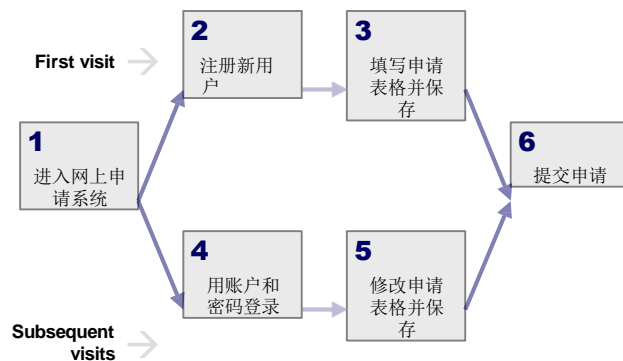 First visit
2
注册新用
户
3
填写申请
表格并保
存
1
进入网上申
请系统
6
提交申请
4
用账户和
密码登录
5
修改申请
表格并保
存
Subsequent
visits